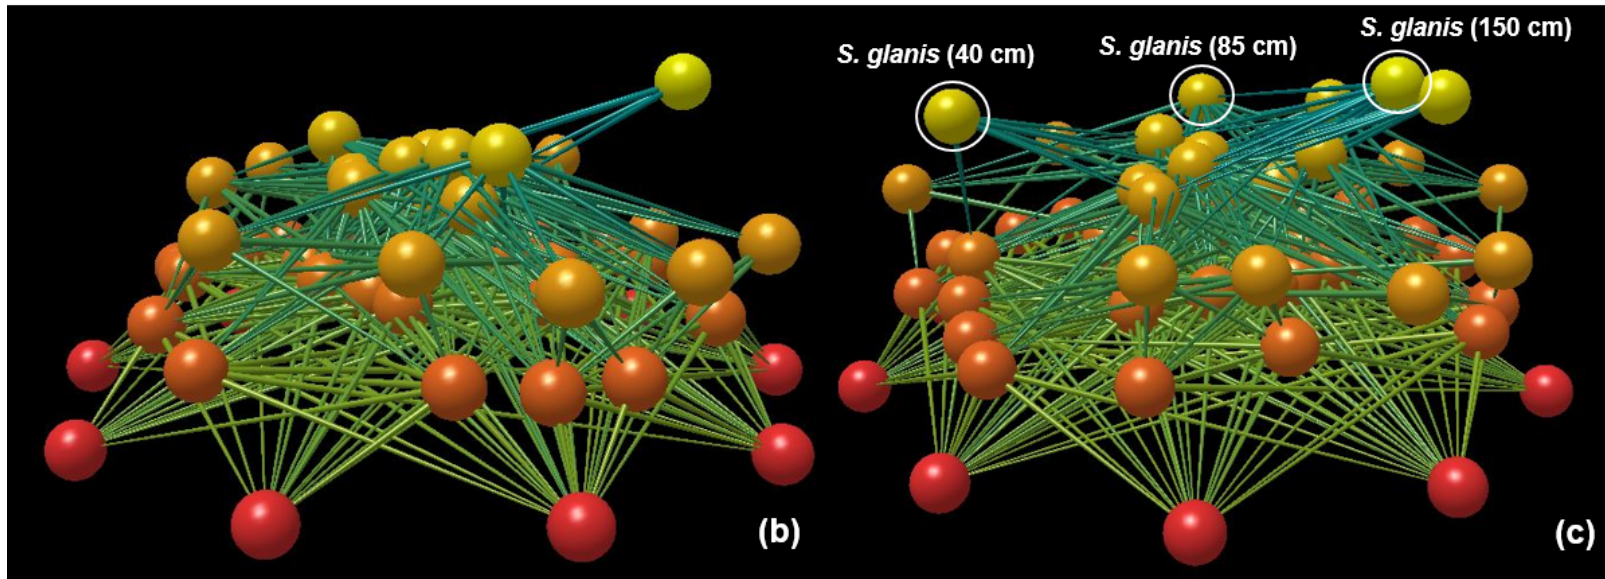 S. glanis (40 cm)
S. glanis (85 cm)
S. glanis (150 cm)
(b)
(c)